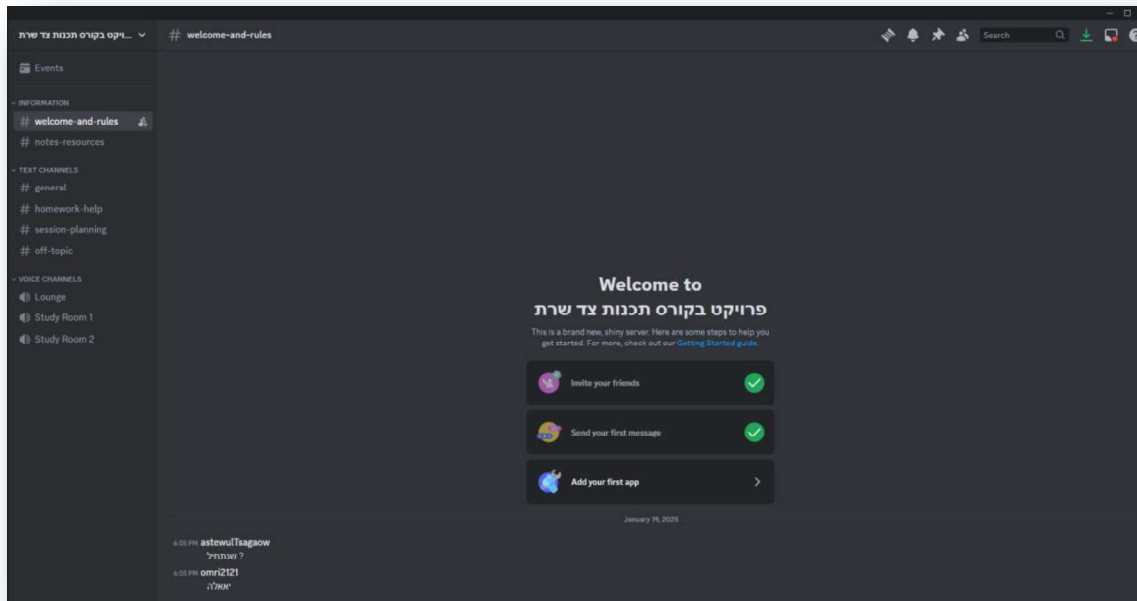 ויקט בקורס תכנות צד שרת...
Events
INFORMATION
# welcome-and-rules
# notes-resources
TEXT CHANNELS
# general
# homework-help
# session-planning
# off-topic
VOICE CHANNELS
Lounge
Study Room 1
Study Room 2
# welcome-and-rules
Search
Welcome to
פרויקט בקורס תכנות צד שרת
This is a brand new, shiny server. Here are some steps to help you
get started. For more, check out our Getting Started guide.
Invite your friends
Send your first message
Add your first app
January 19, 2025
6:05 PM astewulTsagaow
שנתחיל ?
6:05 PM omri2121
יאאלה